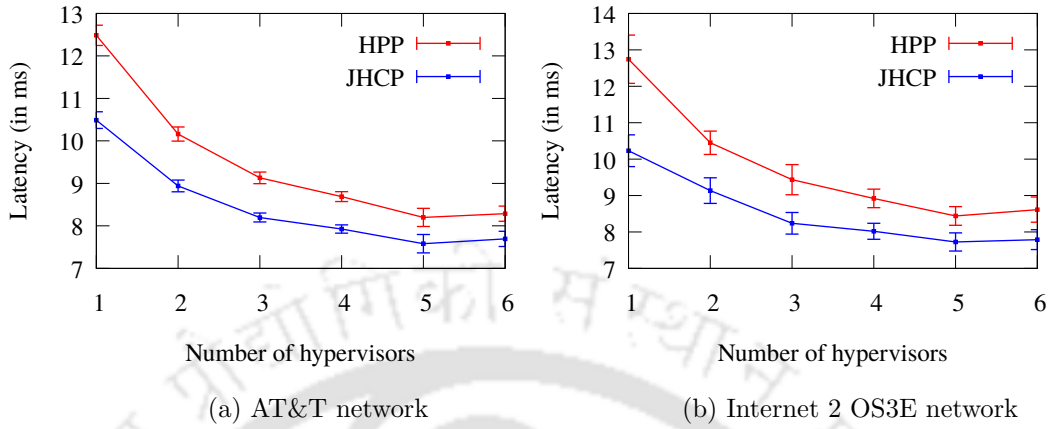 13
12
11
10
9
8
7
1 2 3 4 5 6
Latency (in ms)
Number of hypervisors
HPP
JHCP
(a) AT&T network
14
13
12
11
10
9
8
7
1 2 3 4 5 6
Latency (in ms)
Number of hypervisors
HPP
JHCP
(b) Internet 2 OS3E network